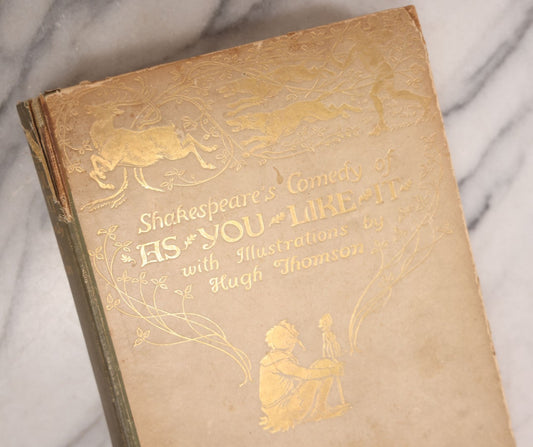 Shakespeare's Comedy of
AS YOU LIKE IT
with Illustrations by
Hugh Thomson